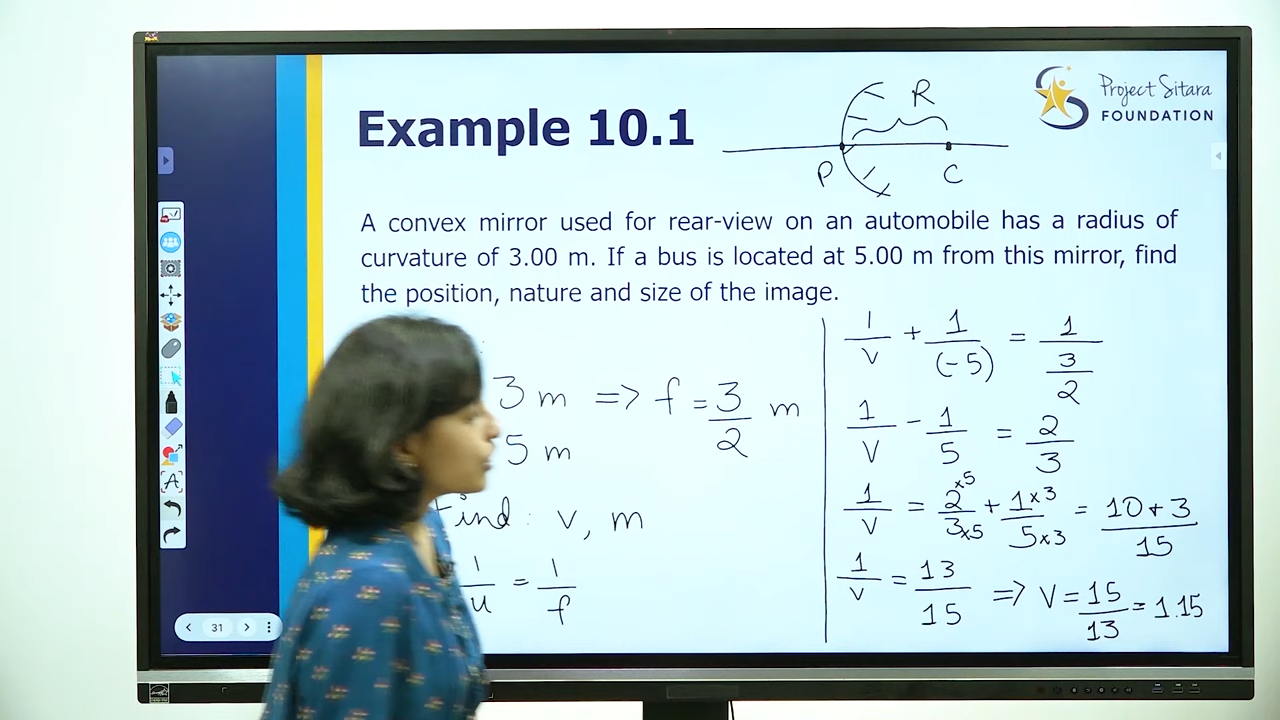 Project Sitara
FOUNDATION
Example 10.1
R
P
C
A convex mirror used for rear-view on an automobile has a radius of
curvature of 3.00 m. If a bus is located at 5.00 m from this mirror, find
the position, nature and size of the image.
3 m => f = 3/2 m
5 m
find: v, m
1/u = 1/f
1/v + 1/(-5) = 1/(3/2)
1/v - 1/5 = 2/3
1/v = 2×5/3×5 + 1×3/5×3 = 10+3/15
1/v = 13/15 => v = 15/13 = 1.15
31